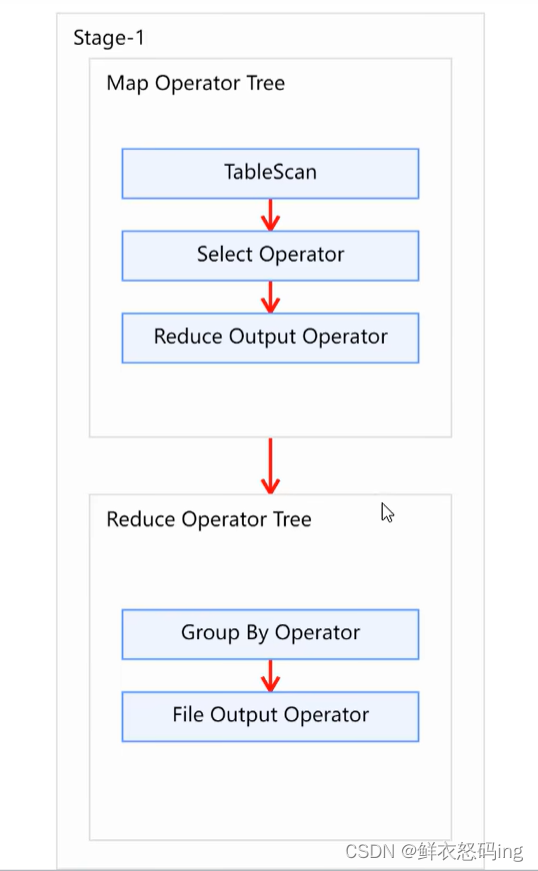 Stage-1
Map Operator Tree
TableScan
Select Operator
Reduce Output Operator
Reduce Operator Tree
Group By Operator
File Output Operator
CSDN @鲜衣怒码ing